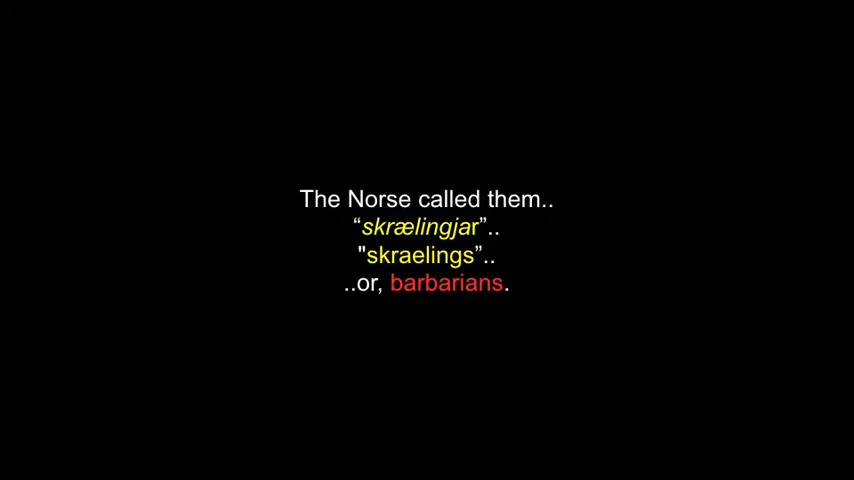 The Norse called them..
“skrælingjar”..
"skraelings”..
..or, barbarians.